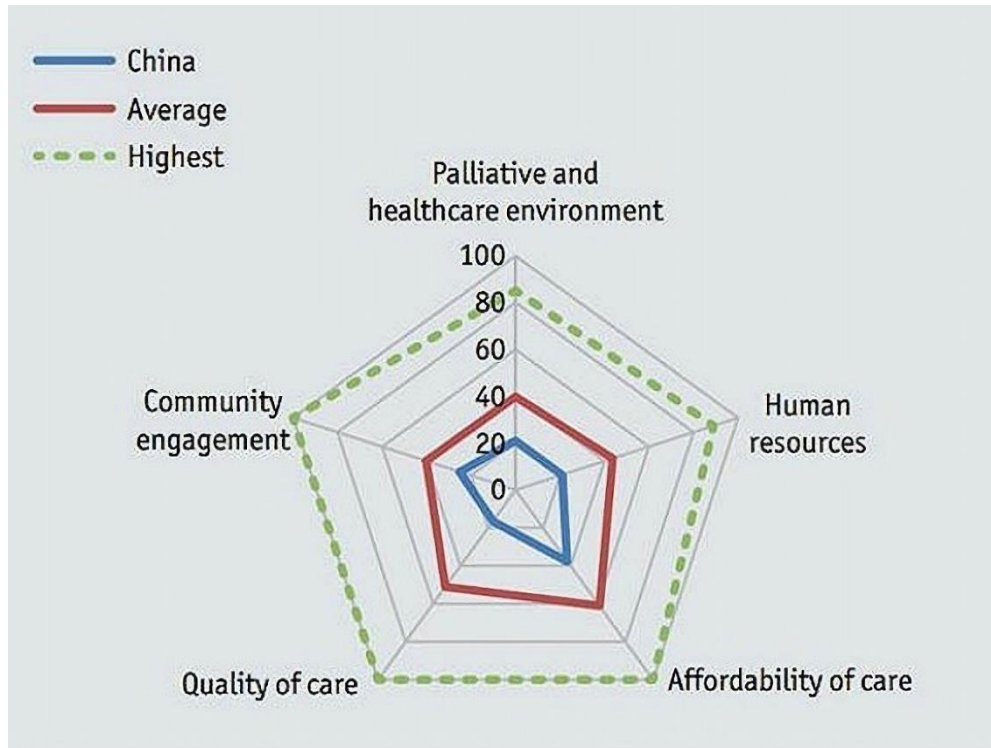 China
Average
Highest
Palliative and
healthcare environment
100
80
60
40
20
0
Community
engagement
Human
resources
Quality of care
Affordability of care